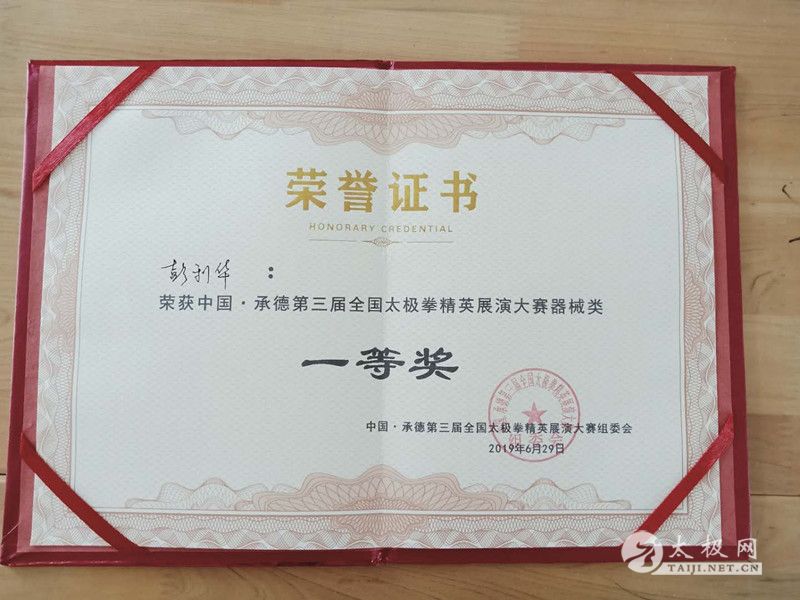 荣誉证书
HONORARY CREDENTIAL
彭利华 :
荣获中国·承德第三届全国太极拳精英展演大赛器械类
一等奖
中国·承德第三届全国太极拳精英展演大赛组委会
2019年6月29日
组委会
太极网
TAIJI.NET.CN